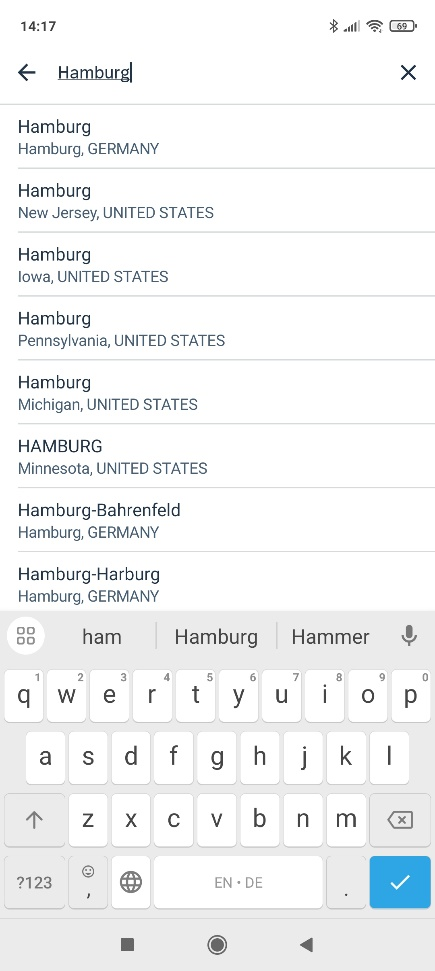 14:17
69
Hamburg
Hamburg
Hamburg, GERMANY
Hamburg
New Jersey, UNITED STATES
Hamburg
Iowa, UNITED STATES
Hamburg
Pennsylvania, UNITED STATES
Hamburg
Michigan, UNITED STATES
HAMBURG
Minnesota, UNITED STATES
Hamburg-Bahrenfeld
Hamburg, GERMANY
Hamburg-Harburg
Hamburg, GERMANY
ham Hamburg Hammer
1 2 3 4 5 6 7 8 9 0
q w e r t y u i o p
a s d f g h j k l
z x c v b n m
?123 , EN • DE .